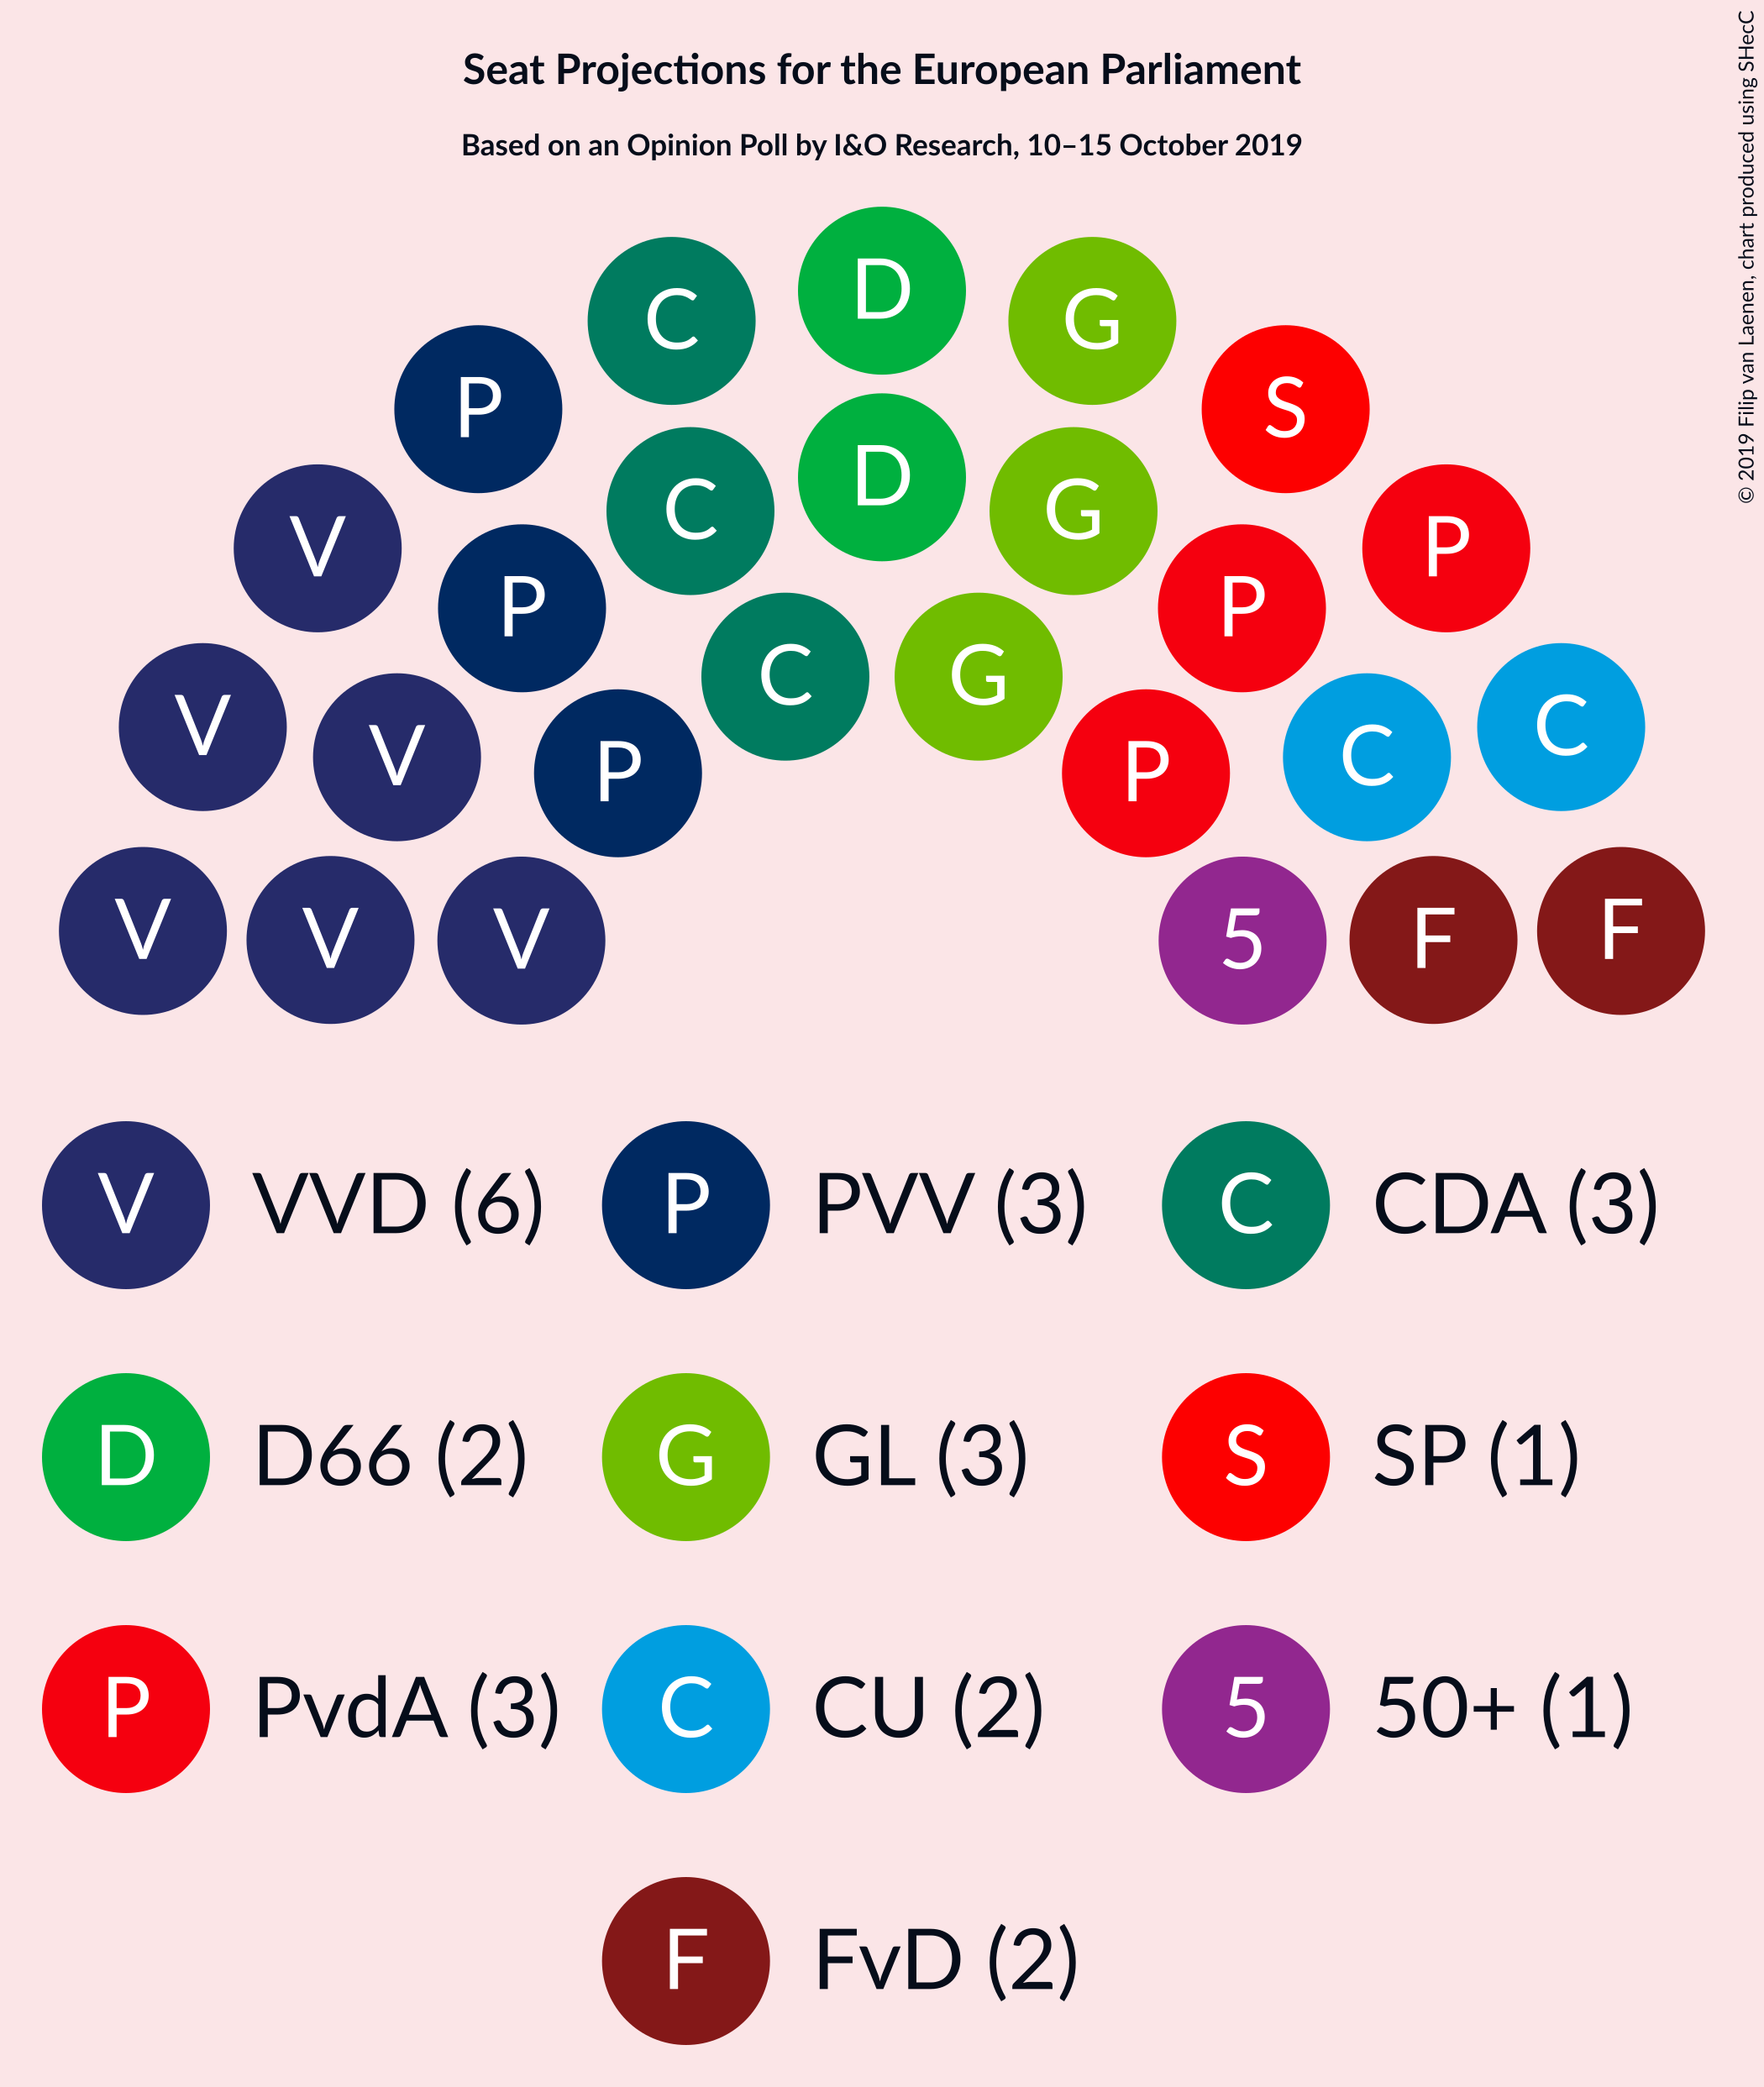 Seat Projections for the European Parliament
Based on an Opinion Poll by I&O Research, 10–15 October 2019
© 2019 Filip van Laenen, chart produced using SHecC
D
C G
P S
D
C G
V P
P P
C G
V C
V C
P P
V F
V F
V 5
V VVD (6) P PVV (3) C CDA (3)
D D66 (2) G GL (3) S SP (1)
P PvdA (3) C CU (2) 5 50+ (1)
F FvD (2)